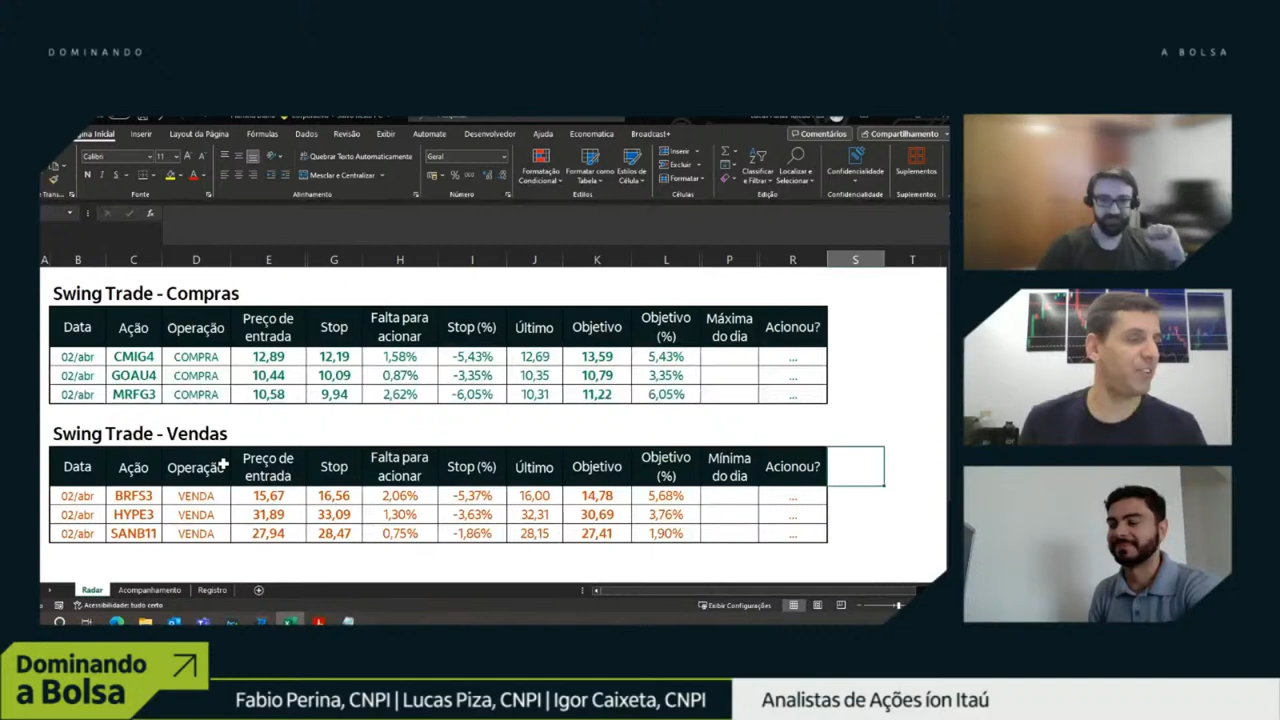 DOMINANDO
A BOLSA
Inserir Layout da Página Fórmulas Dados Revisão Exibir Automate Desenvolvedor Ajuda Economatica Broadcast+ Comentários Compartilhamento
Calibri 11 Quebrar Texto Automaticamente Geral Inserir
N I S Mesclar e Centralizar Excluir
Formatar
Formatação Condicional Formatar como Tabela Estilos de Célula Classificar e Filtrar Localizar e Selecionar Confidencialidade Suplementos
Fonte Alinhamento Número Estilos Células Edição Confidencialidade Suplementos
fx
A B C D E G H I J K L P R S T
Swing Trade - Compras
Data Ação Operação Preço de entrada Stop Falta para acionar Stop (%) Último Objetivo Objetivo (%) Máxima do dia Acionou?
02/abr CMIG4 COMPRA 12,89 12,19 1,58% -5,43% 12,69 13,59 5,43% ...
02/abr GOAU4 COMPRA 10,44 10,09 0,87% -3,35% 10,35 10,79 3,35% ...
02/abr MRFG3 COMPRA 10,58 9,94 2,62% -6,05% 10,31 11,22 6,05% ...
Swing Trade - Vendas
Data Ação Operação Preço de entrada Stop Falta para acionar Stop (%) Último Objetivo Objetivo (%) Mínima do dia Acionou?
02/abr BRFS3 VENDA 15,67 16,56 2,06% -5,37% 16,00 14,78 5,68% ...
02/abr HYPE3 VENDA 31,89 33,09 1,30% -3,63% 32,31 30,69 3,76% ...
02/abr SANB11 VENDA 27,94 28,47 0,75% -1,86% 28,15 27,41 1,90% ...
Radar Acompanhamento Registro
Acessibilidade: tudo certo Exibir Configurações
Dominando
a Bolsa
Fabio Perina, CNPI | Lucas Piza, CNPI | Igor Caixeta, CNPI
Analistas de Ações íon Itaú